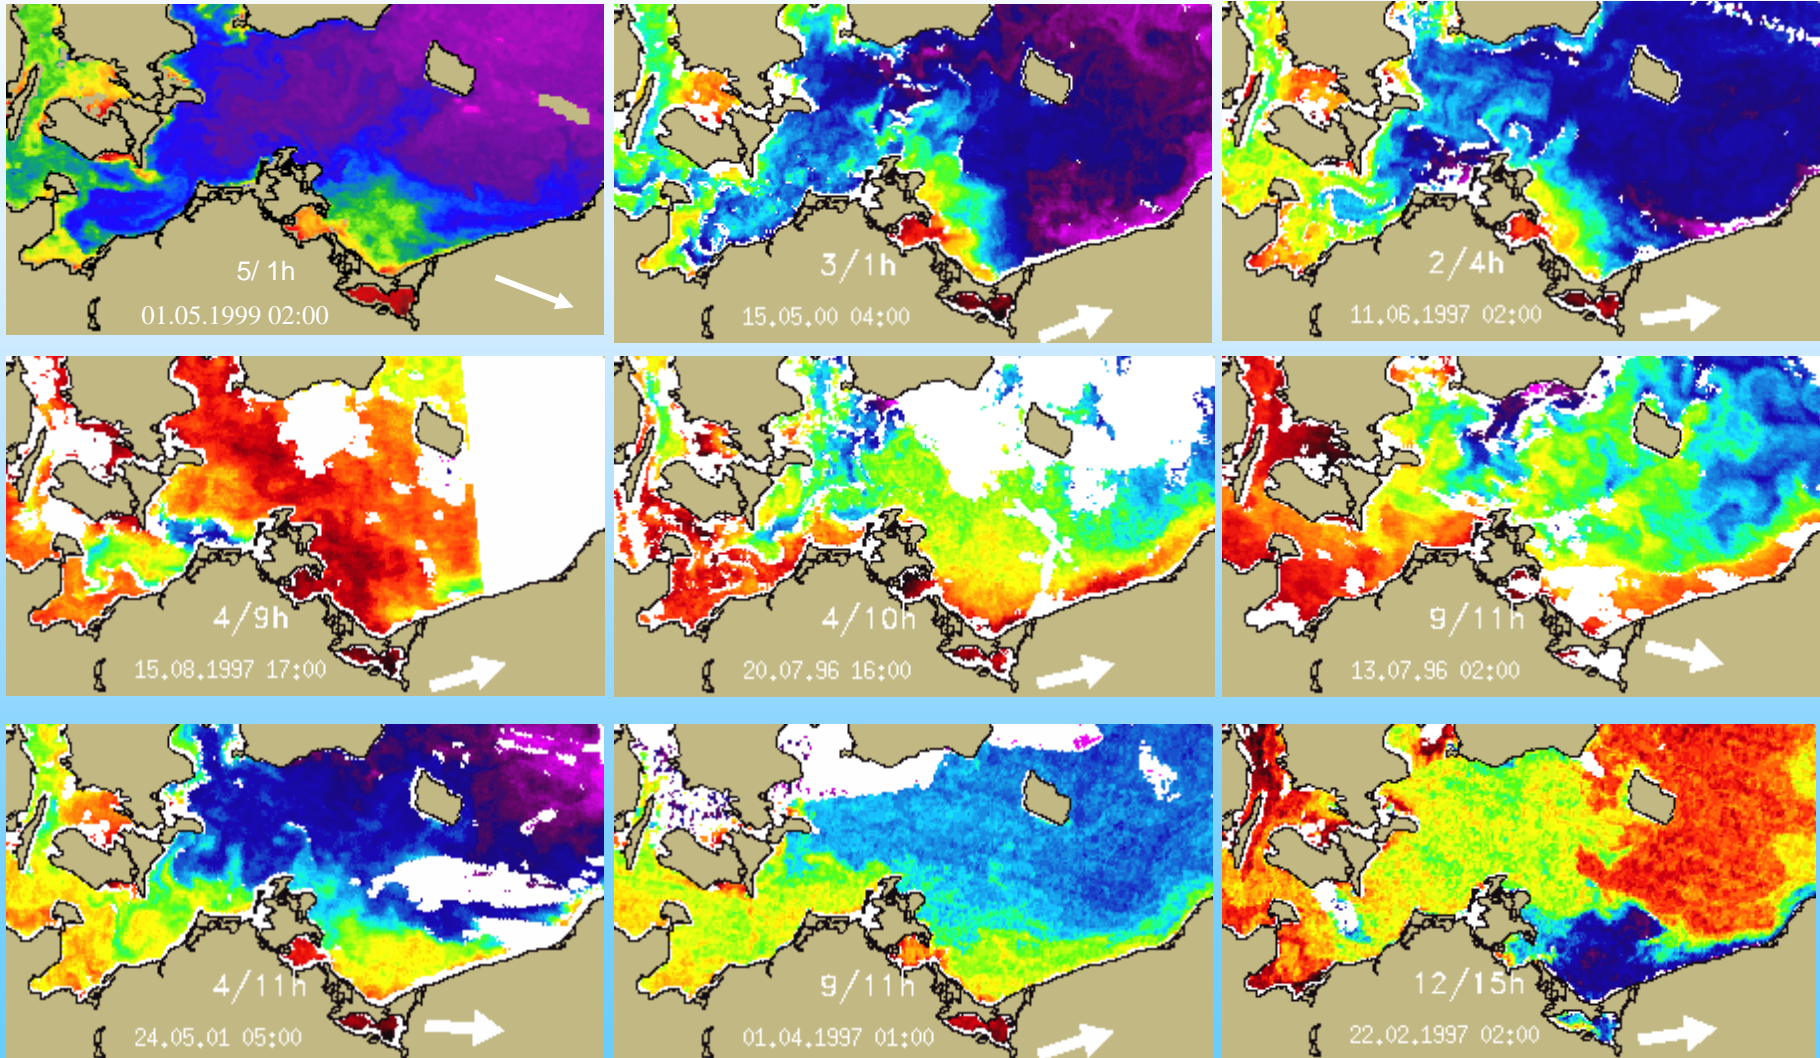 5/ 1h
01.05.1999 02:00
3/1h
15.05.00 04:00
2/4h
11.06.1997 02:00
4/9h
15.08.1997 17:00
4/10h
20.07.96 16:00
9/11h
13.07.96 02:00
4/11h
24.05.01 05:00
9/11h
01.04.1997 01:00
12/15h
22.02.1997 02:00